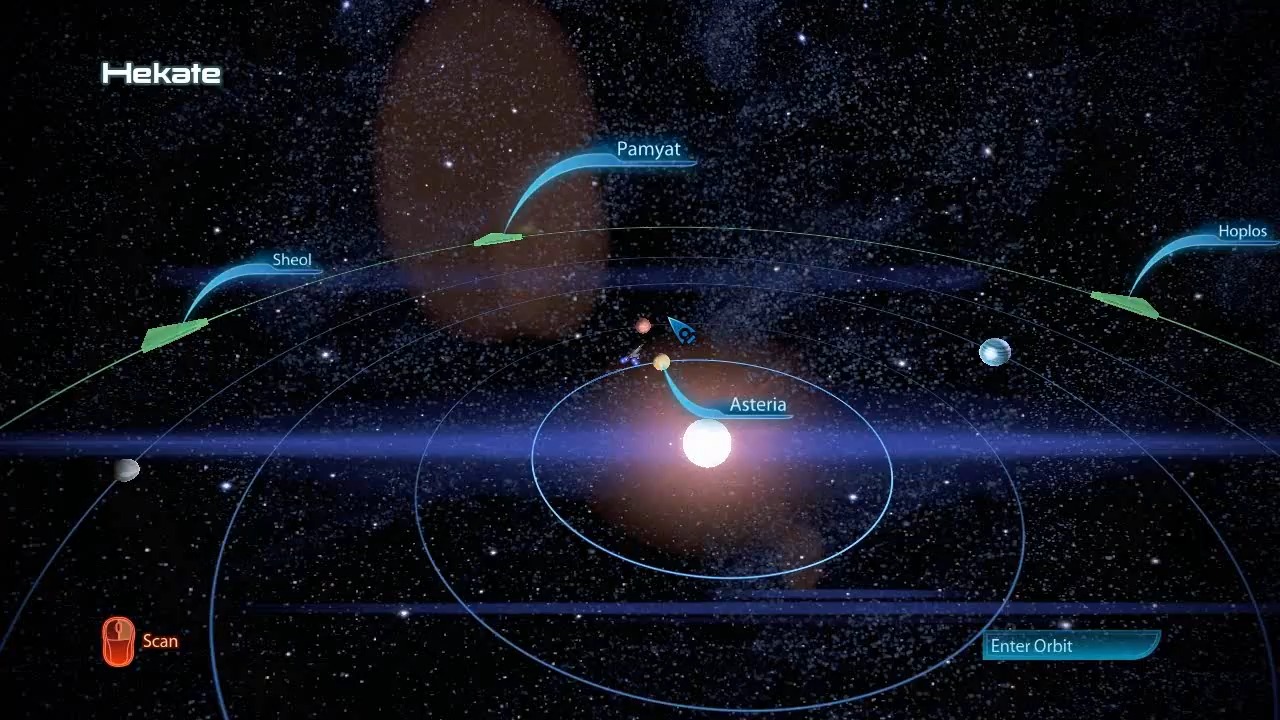 Hekate
Pamyat
Hoplos
Sheol
Asteria
Scan
Enter Orbit